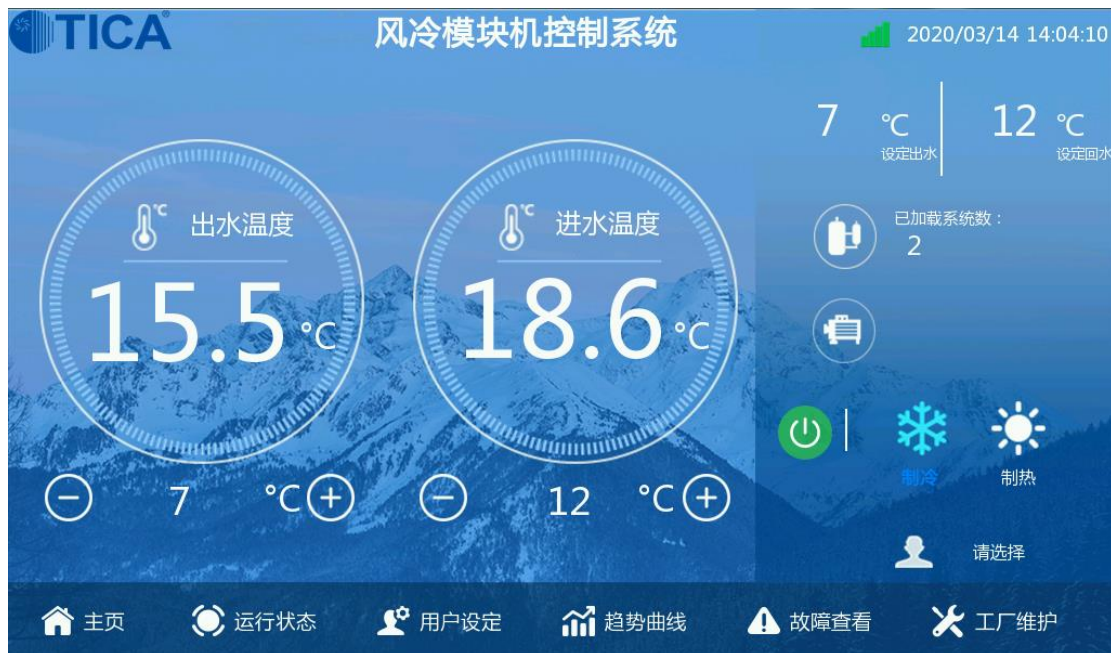 TICA®
风冷模块机控制系统
2020/03/14 14:04:10
7 ℃
设定出水
12 ℃
设定回水
℃ 出水温度
15.5 ℃
℃ 进水温度
18.6 ℃
已加载系统数：
2
制冷
制热
7 ℃
12 ℃
请选择
主页
运行状态
用户设定
趋势曲线
故障查看
工厂维护